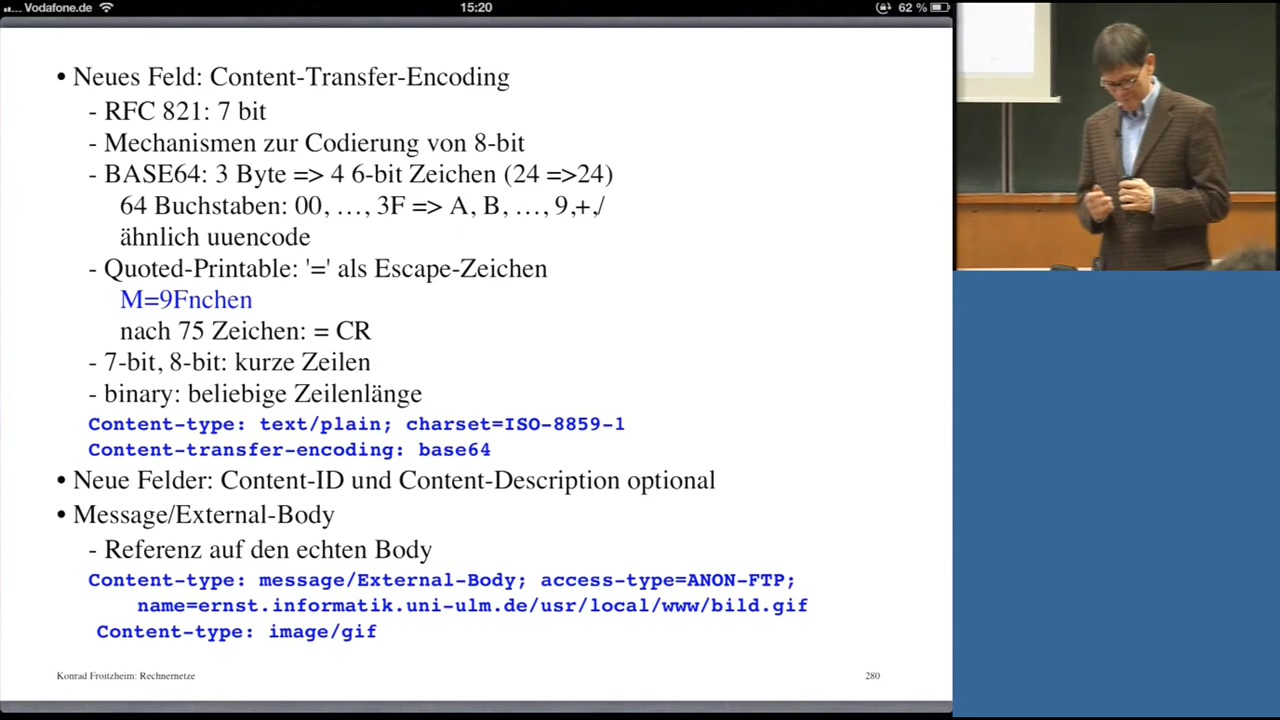 Vodafone.de
15:20
62 %
• Neues Feld: Content-Transfer-Encoding
- RFC 821: 7 bit
- Mechanismen zur Codierung von 8-bit
- BASE64: 3 Byte => 4 6-bit Zeichen (24 =>24)
64 Buchstaben: 00, …, 3F => A, B, …, 9,+,/
ähnlich uuencode
- Quoted-Printable: '=' als Escape-Zeichen
M=9Fnchen
nach 75 Zeichen: = CR
- 7-bit, 8-bit: kurze Zeilen
- binary: beliebige Zeilenlänge
Content-type: text/plain; charset=ISO-8859-1
Content-transfer-encoding: base64
• Neue Felder: Content-ID und Content-Description optional
• Message/External-Body
- Referenz auf den echten Body
Content-type: message/External-Body; access-type=ANON-FTP;
name=ernst.informatik.uni-ulm.de/usr/local/www/bild.gif
Content-type: image/gif
Konrad Froitzheim: Rechnernetze
280